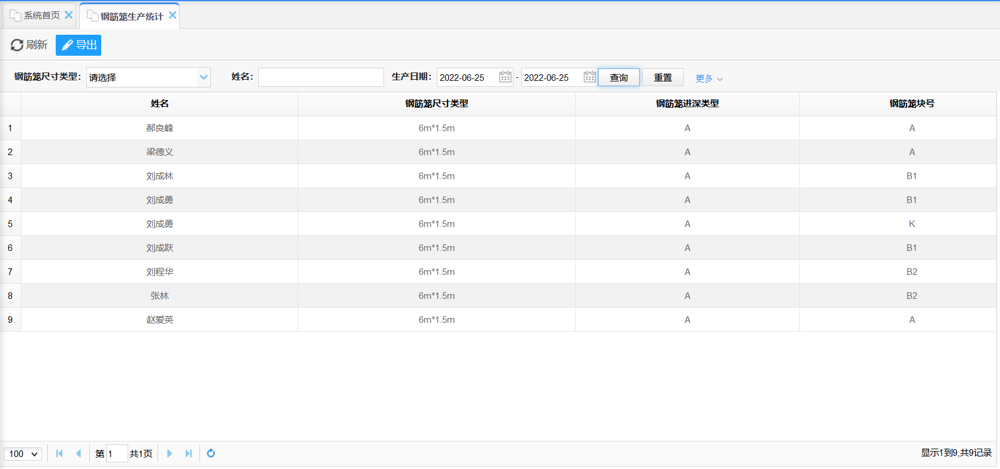 系统首页 钢筋笼生产统计
刷新 导出
钢筋笼尺寸类型: 请选择 姓名: 生产日期: 2022-06-25 - 2022-06-25 查询 重置 更多
姓名 钢筋笼尺寸类型 钢筋笼进深类型 钢筋笼块号
1 郝良峰 6m*1.5m A A
2 梁德义 6m*1.5m A A
3 刘成林 6m*1.5m A B1
4 刘成勇 6m*1.5m A B1
5 刘成勇 6m*1.5m A K
6 刘成跃 6m*1.5m A B1
7 刘程华 6m*1.5m A B2
8 张林 6m*1.5m A B2
9 赵爱英 6m*1.5m A A
100 第 1 共1页 显示1到9,共9记录